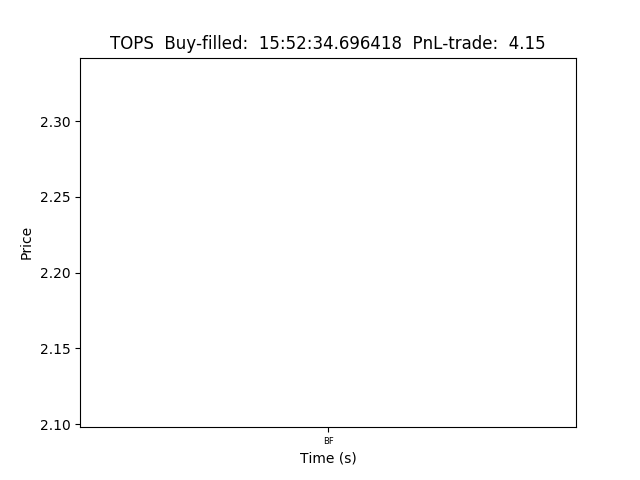 TOPS  Buy-filled:  15:52:34.696418  PnL-trade:  4.15
2.30
2.25
2.20
2.15
2.10
Price
BF
Time (s)